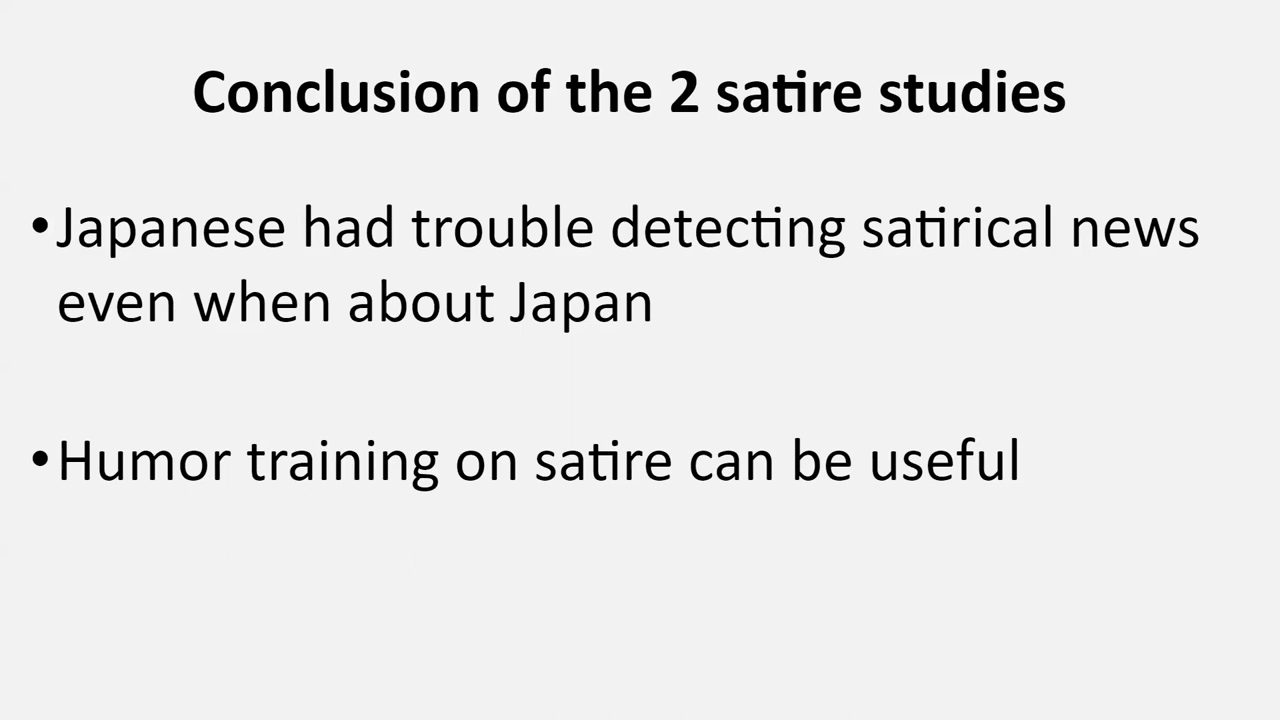 Conclusion of the 2 satire studies
•Japanese had trouble detecting satirical news
even when about Japan
•Humor training on satire can be useful